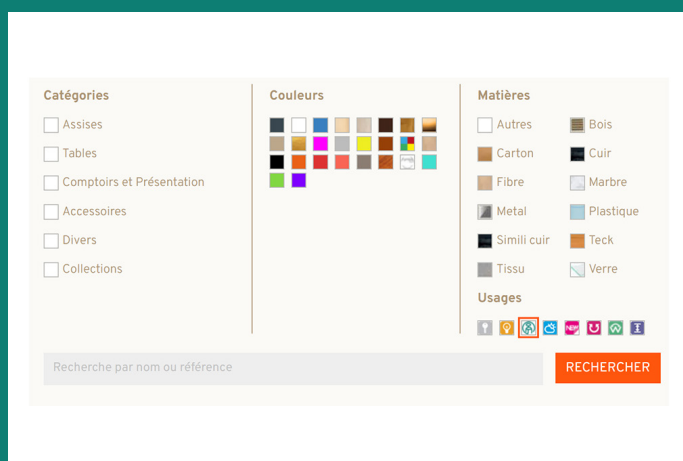 Catégories
Assises
Tables
Comptoirs et Présentation
Accessoires
Divers
Collections
Couleurs
Matières
Autres
Bois
Carton
Cuir
Fibre
Marbre
Metal
Plastique
Simili cuir
Teck
Tissu
Verre
Usages
NEW
Recherche par nom ou référence
RECHERCHER